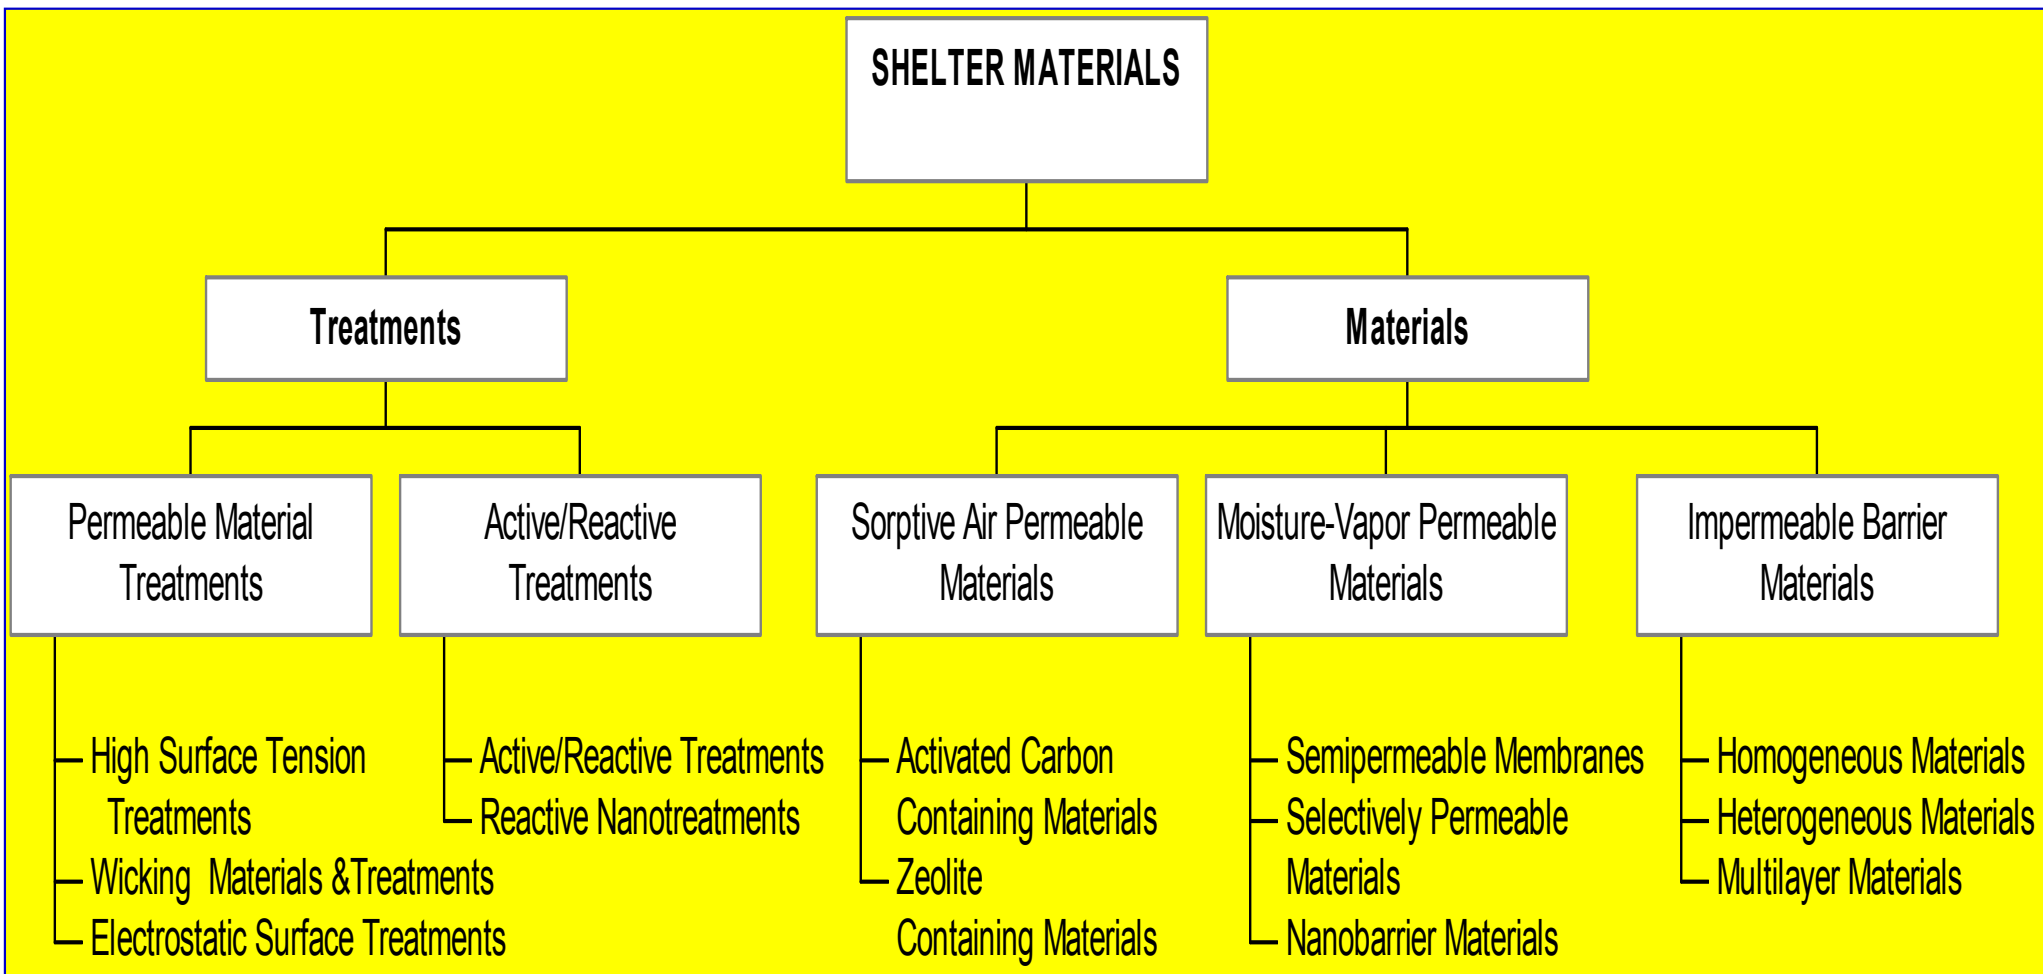 SHELTER MATERIALS
Treatments
Materials
Permeable Material
Treatments
Active/Reactive
Treatments
Sorptive Air Permeable
Materials
Moisture-Vapor Permeable
Materials
Impermeable Barrier
Materials
High Surface Tension
Treatments
Wicking Materials &Treatments
Electrostatic Surface Treatments
Active/Reactive Treatments
Reactive Nanotreatments
Activated Carbon
Containing Materials
Zeolite
Containing Materials
Semipermeable Membranes
Selectively Permeable
Materials
Nanobarrier Materials
Homogeneous Materials
Heterogeneous Materials
Multilayer Materials